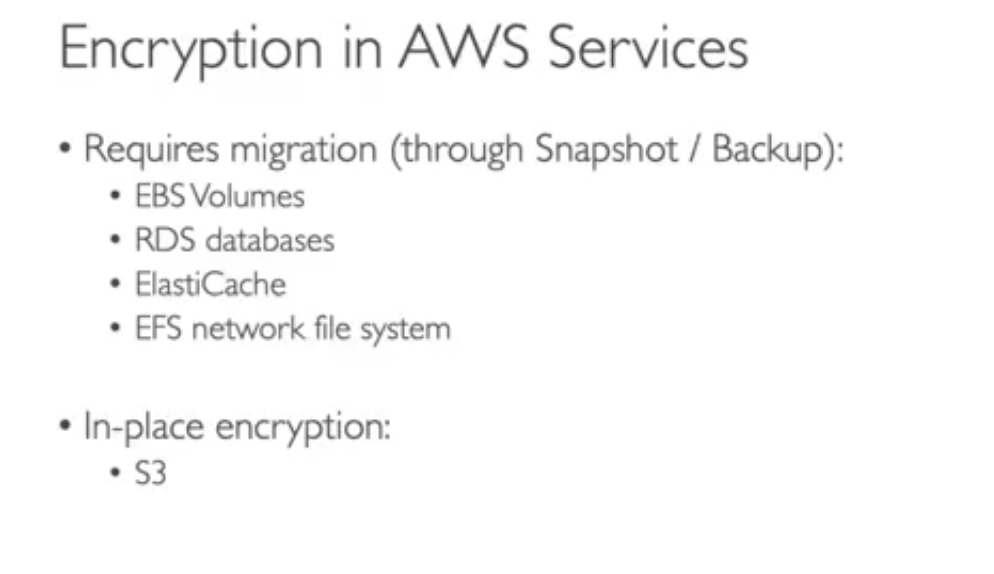 Encryption in AWS Services
• Requires migration (through Snapshot / Backup):
• EBS Volumes
• RDS databases
• ElastiCache
• EFS network file system
• In-place encryption:
• S3